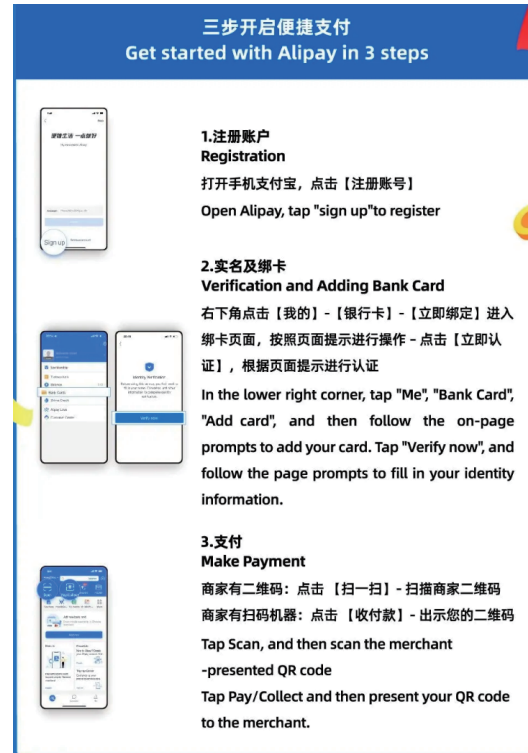 三步开启便捷支付
Get started with Alipay in 3 steps
1.注册账户
Registration
打开手机支付宝，点击【注册账号】
Open Alipay, tap "sign up"to register
Sign up
2.实名及绑卡
Verification and Adding Bank Card
右下角点击【我的】-【银行卡】-【立即绑定】进入
绑卡页面，按照页面提示进行操作 – 点击【立即认
证】，根据页面提示进行认证
In the lower right corner, tap "Me", "Bank Card",
"Add card", and then follow the on-page
prompts to add your card. Tap "Verify now", and
follow the page prompts to fill in your identity
information.
3.支付
Make Payment
商家有二维码：点击 【扫一扫】- 扫描商家二维码
商家有扫码机器：点击 【收付款】- 出示您的二维码
Tap Scan, and then scan the merchant
-presented QR code
Tap Pay/Collect and then present your QR code
to the merchant.